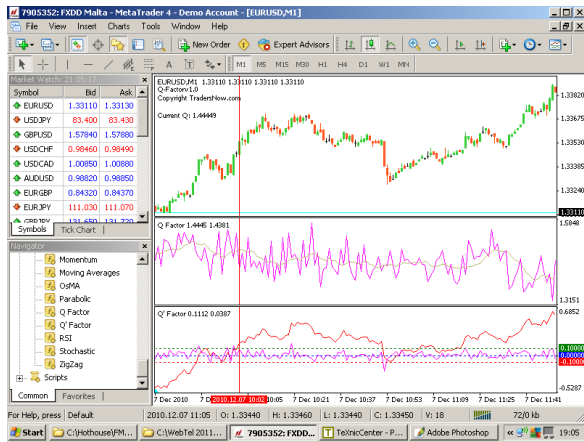 7905352: FXDD Malta - MetaTrader 4 - Demo Account - [EURUSD,M1]
File View Insert Charts Tools Window Help
New Order Expert Advisors
A T M1 M5 M15 M30 H1 H4 D1 W1 MN
Market Watch: 21:05:17
Symbol Bid Ask
EURUSD 1.33110 1.33130
USDJPY 83.400 83.430
GBPUSD 1.57840 1.57880
USDCHF 0.98460 0.98490
USDCAD 1.00850 1.00880
AUDUSD 0.98820 0.98850
EURGBP 0.84320 0.84370
EURJPY 111.030 111.070
GBPJPY 131.650 131.720
Symbols Tick Chart
Navigator
Momentum
Moving Averages
OsMA
Parabolic
Q Factor
Q' Factor
RSI
Stochastic
ZigZag
Scripts
Common Favorites
EURUSD,M1 1.33110 1.33110 1.33110 1.33110
Q-Factorv1.0
Copyright TradersNow.com
Current Q: 1.44449
1.33820
1.33675
1.33530
1.33385
1.33240
1.33110
Q Factor 1.4445 1.4381
1.5848
1.3151
Q' Factor 0.1112 0.0387
0.6852
0.10000
0.00000
-0.10000
-0.5287
7 Dec 2010 7 D 2010.12.07 10:02 10:05 7 Dec 10:21 7 Dec 10:37 7 Dec 10:53 7 Dec 11:09 7 Dec 11:25 7 Dec 11:41
For Help, press Default 2010.12.07 11:05 O: 1.33440 H: 1.33460 L: 1.33440 C: 1.33450 V: 18 72/0 kb
Start C:\Hothouse\FM... C:\WebTel 2011... 7905352: FXDD... TeXnicCenter - P... Adobe Photoshop 19:05